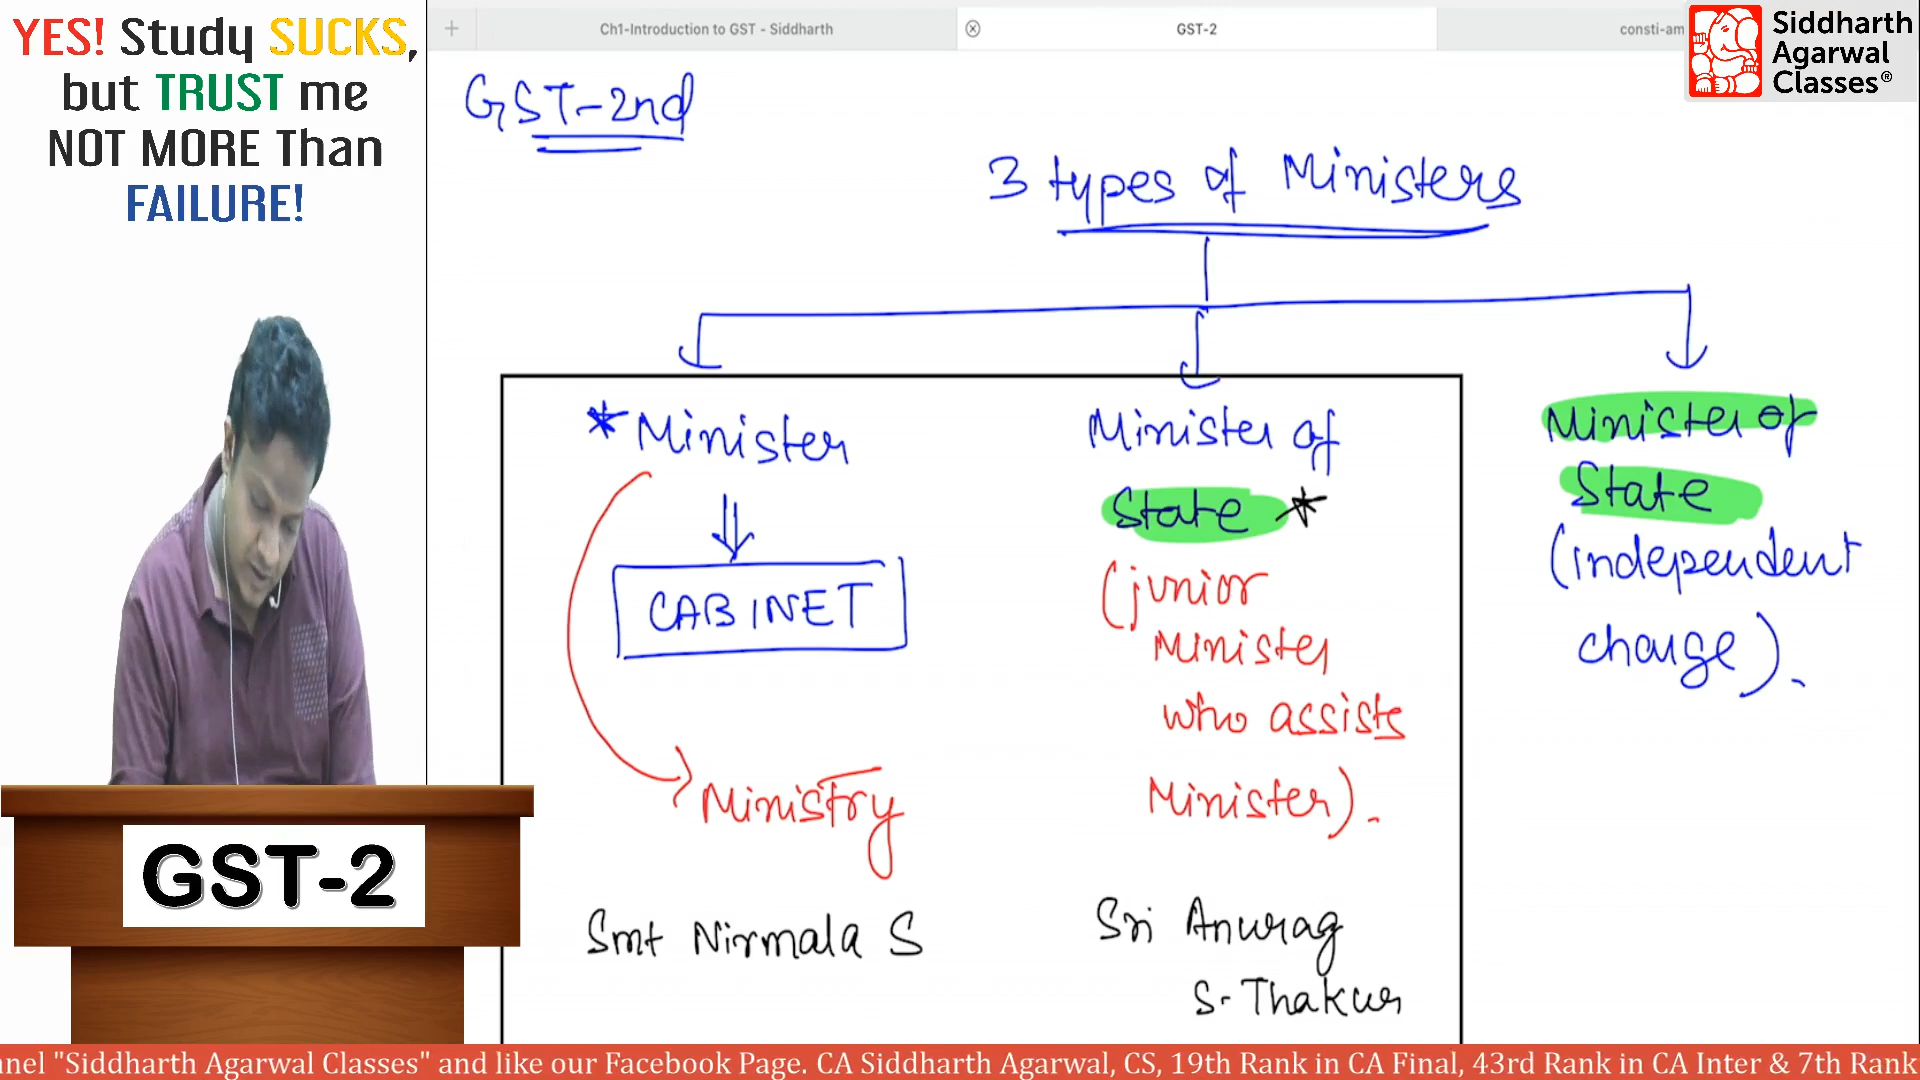 YES! Study SUCKS,
but TRUST me
NOT MORE Than
FAILURE!
Ch1-Introduction to GST - Siddharth
GST-2
consti-am
Siddharth
Agarwal
Classes®
GST-2nd
3 types of Ministers
* Minister
CABINET
Ministry
Smt Nirmala S
Minister of
State *
(junior
Minister
who assists
Minister).
Sri Anurag
S. Thakur
Minister of
State
(independent
charge).
GST-2
nnel "Siddharth Agarwal Classes" and like our Facebook Page. CA Siddharth Agarwal, CS, 19th Rank in CA Final, 43rd Rank in CA Inter & 7th Rank